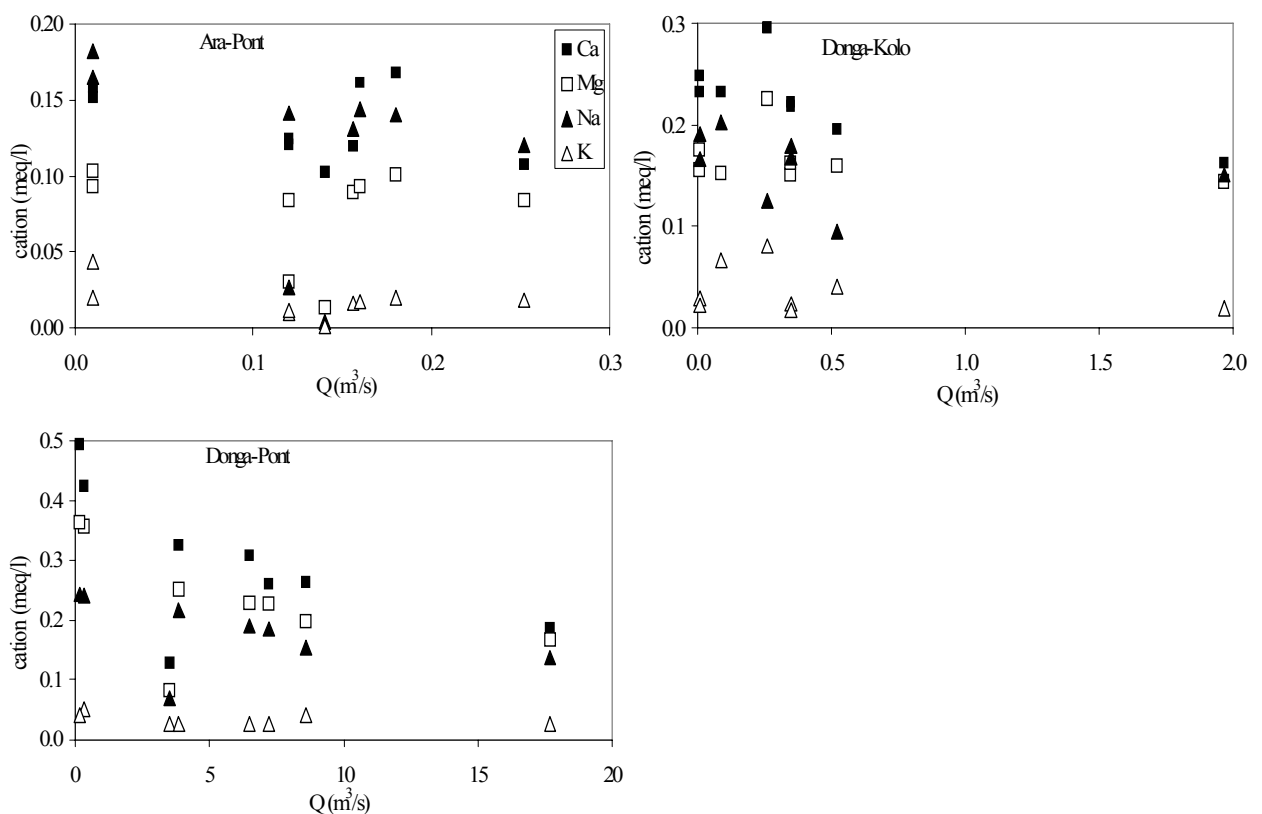 Ara-Pont
Ca
Mg
Na
K
0.20
0.15
0.10
0.05
0.00
cation (meq/l)
0.0 0.1 0.2 0.3
Q (m³/s)
Donga-Kolo
0.3
0.2
0.1
0.0
cation (meq/l)
0.0 0.5 1.0 1.5 2.0
Q (m³/s)
Donga-Pont
0.5
0.4
0.3
0.2
0.1
0.0
cation (meq/l)
0 5 10 15 20
Q (m³/s)